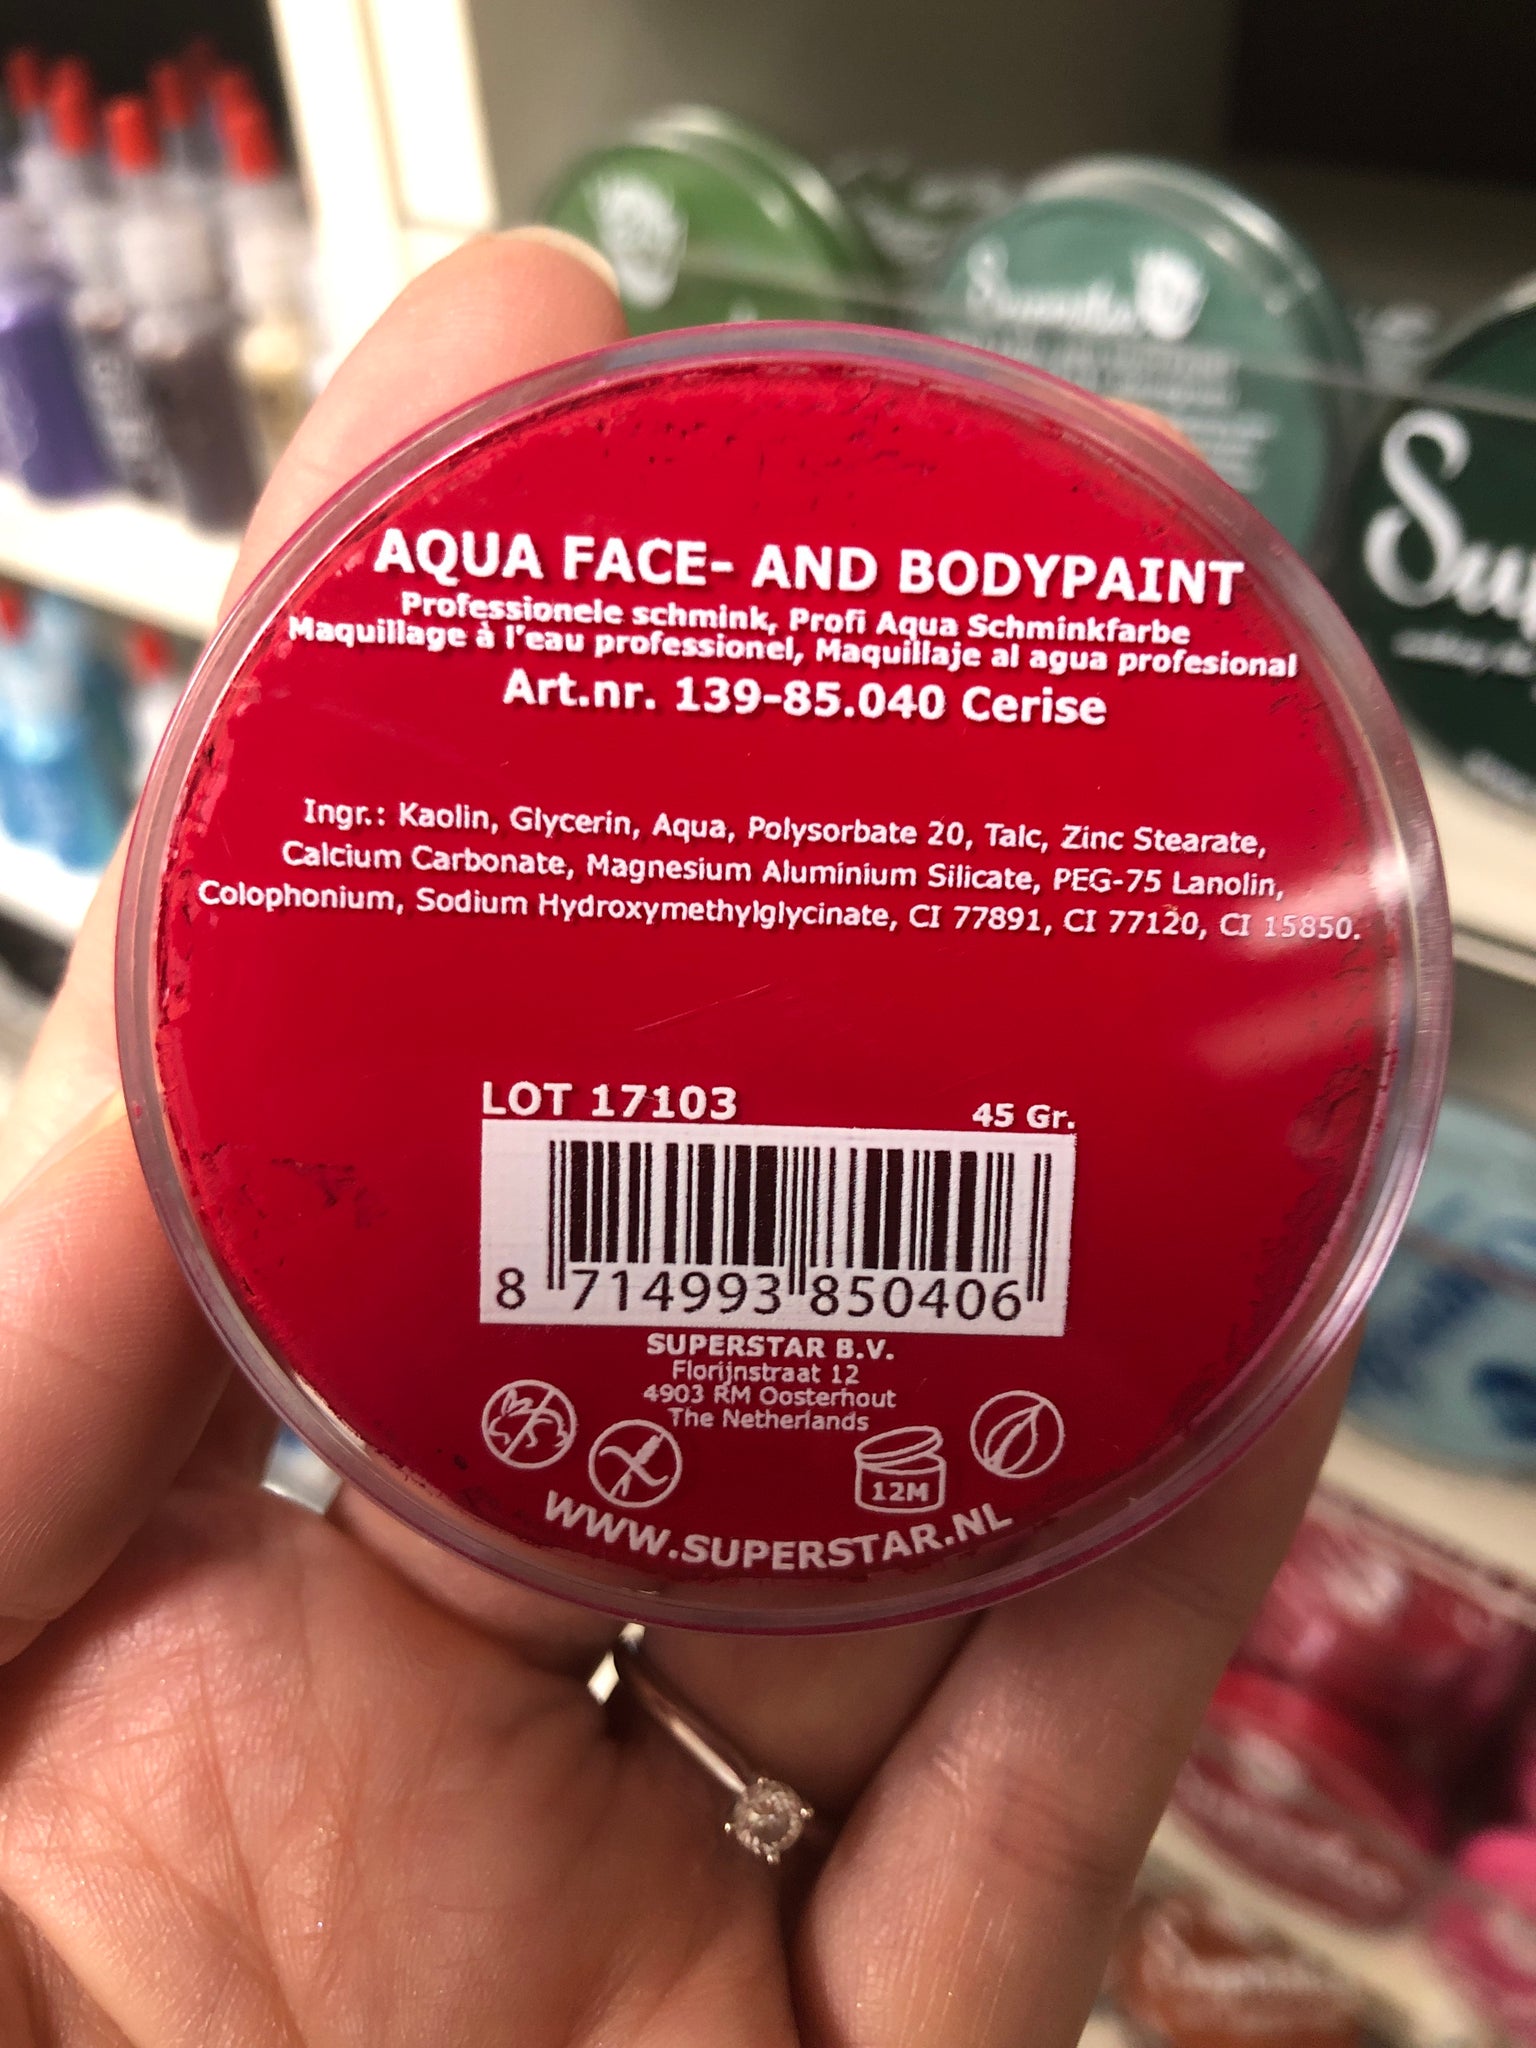 AQUA FACE- AND BODYPAINT
Professionele schmink, Profi Aqua Schminkfarbe
Maquillage à l'eau professionel, Maquillaje al agua profesional
Art.nr. 139-85.040 Cerise
Ingr.: Kaolin, Glycerin, Aqua, Polysorbate 20, Talc, Zinc Stearate,
Calcium Carbonate, Magnesium Aluminium Silicate, PEG-75 Lanolin,
Colophonium, Sodium Hydroxymethylglycinate, CI 77891, CI 77120, CI 15850.
LOT 17103
45 Gr.
8 714993 850406
SUPERSTAR B.V.
Florijnstraat 12
4903 RM Oosterhout
The Netherlands
12M
WWW.SUPERSTAR.NL